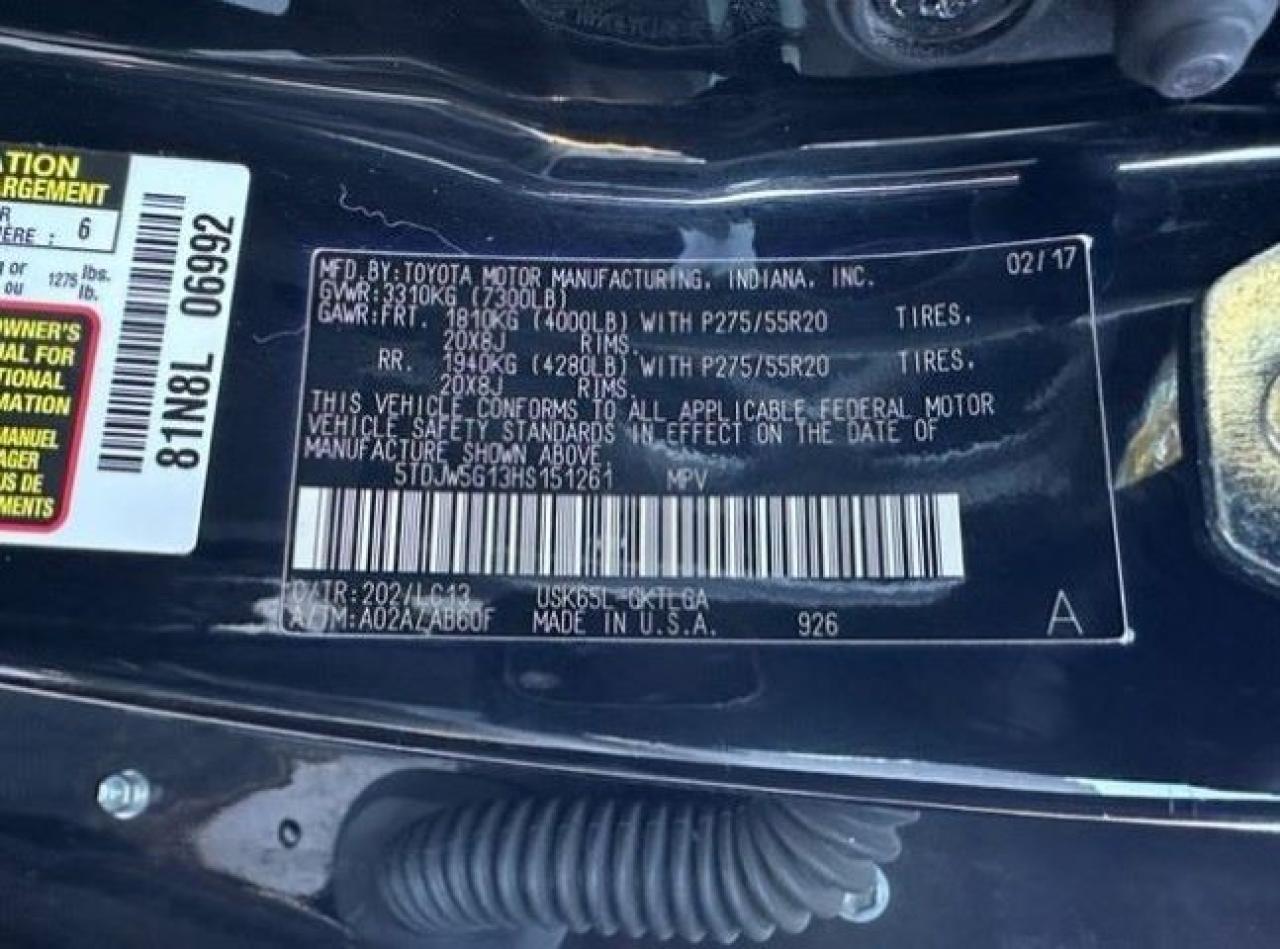 ATION
ARGEMENT
R
IÈRE : 6
g or
ou
1275 lbs.
lb.
OWNER'S
UAL FOR
TIONAL
MATION
MANUEL
AGER
US DE
MENTS
81N8L 06992
MFD.BY:TOYOTA MOTOR MANUFACTURING, INDIANA, INC. 02/17
GVWR:3310KG (7300LB)
GAWR:FRT. 1810KG (4000LB) WITH P275/55R20 TIRES,
20X8J RIMS.
RR. 1940KG (4280LB) WITH P275/55R20 TIRES,
20X8J RIMS.
THIS VEHICLE CONFORMS TO ALL APPLICABLE FEDERAL MOTOR
VEHICLE SAFETY STANDARDS IN EFFECT ON THE DATE OF
MANUFACTURE SHOWN ABOVE
5TDJW5G13HS151261 MPV
C/TR:202/LC13 USK65L-GKTLGA
A/TM:A02A/AB60F MADE IN U.S.A. 926
A